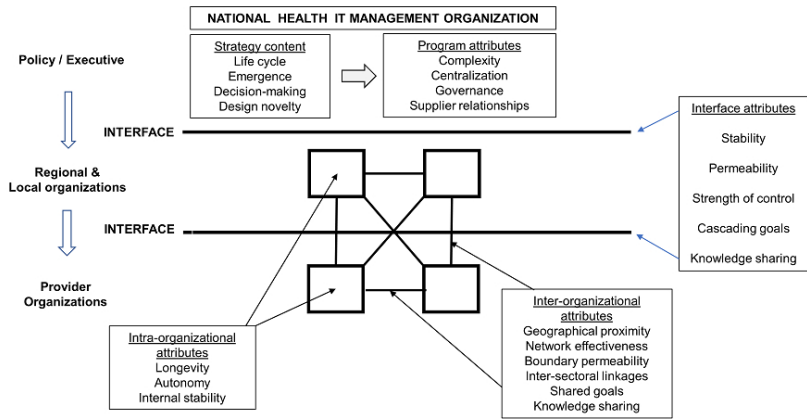 NATIONAL HEALTH IT MANAGEMENT ORGANIZATION
Policy / Executive
Strategy content
Life cycle
Emergence
Decision-making
Design novelty
Program attributes
Complexity
Centralization
Governance
Supplier relationships
INTERFACE
Interface attributes
Stability
Permeability
Strength of control
Cascading goals
Knowledge sharing
Regional &
Local organizations
INTERFACE
Provider
Organizations
Intra-organizational
attributes
Longevity
Autonomy
Internal stability
Inter-organizational
attributes
Geographical proximity
Network effectiveness
Boundary permeability
Inter-sectoral linkages
Shared goals
Knowledge sharing